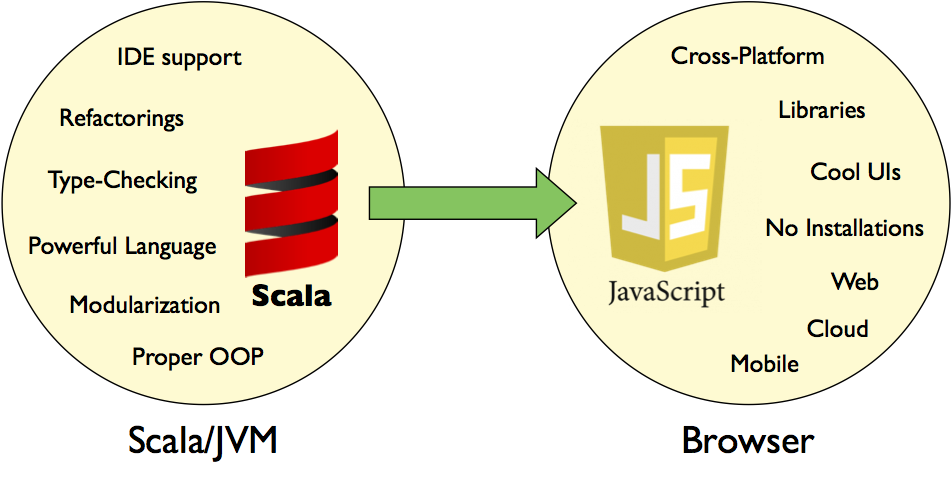 IDE support
Refactorings
Type-Checking
Powerful Language
Modularization
Proper OOP
Scala
Scala/JVM
Cross-Platform
Libraries
Cool UIs
No Installations
Web
Cloud
Mobile
JS
JavaScript
Browser